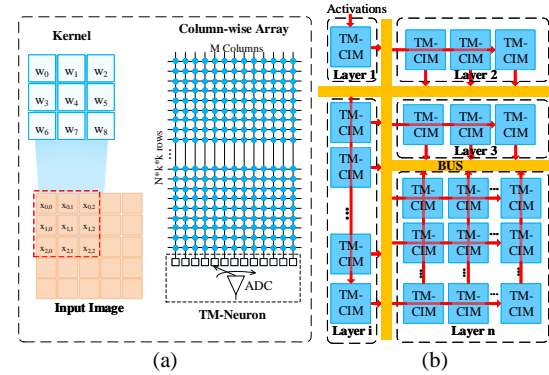 Kernel
w0 w1 w2
w3 w4 w5
w6 w7 w8
x0,0 x0,1 x0,2
x1,0 x1,1 x1,2
x2,0 x2,1 x2,2
Input Image
Column-wise Array
M Columns
N*k*k rows
...
ADC
TM-Neuron
(a)
Activations
TM-
CIM
Layer 1
TM- TM- TM-
CIM CIM CIM
Layer 2
TM-
CIM
TM-
CIM
...
TM-
CIM
TM-
CIM
Layer i
TM- TM- TM-
CIM CIM CIM
Layer 3
BUS
TM- TM- ... TM-
CIM CIM CIM
TM- TM- ... TM-
CIM CIM CIM
... ... ...
TM- TM- ... TM-
CIM CIM CIM
Layer n
(b)